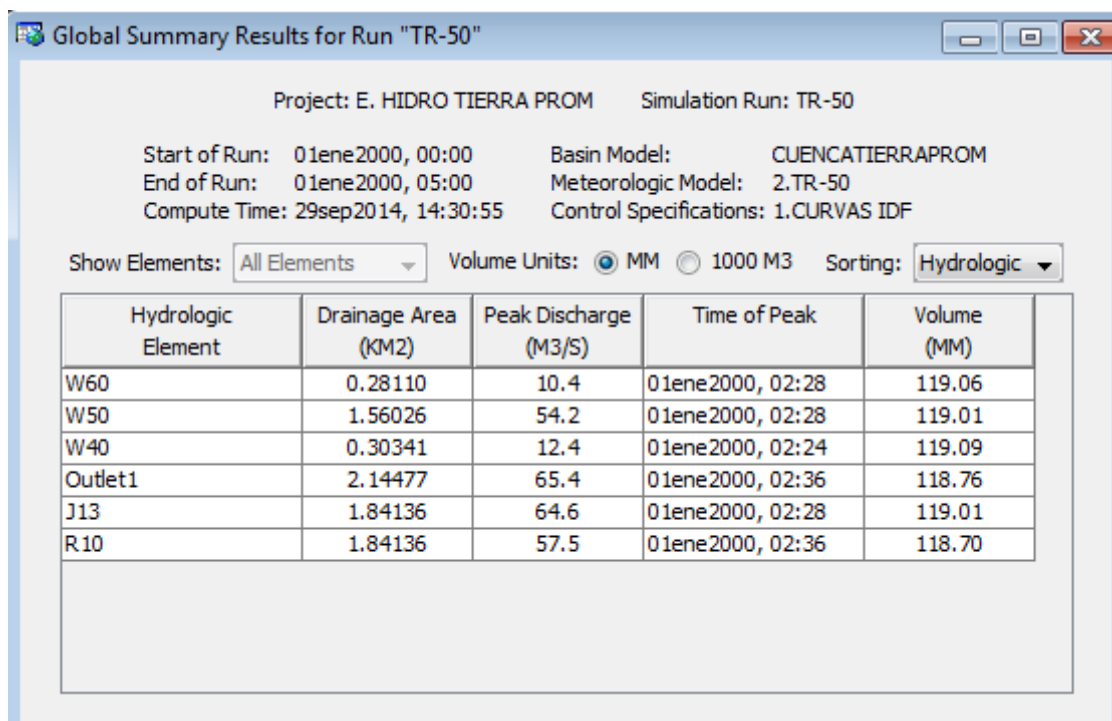 Global Summary Results for Run "TR-50"
Project: E. HIDRO TIERRA PROM Simulation Run: TR-50
Start of Run: 01ene2000, 00:00 Basin Model: CUENCATIERRAPROM
End of Run: 01ene2000, 05:00 Meteorologic Model: 2.TR-50
Compute Time: 29sep2014, 14:30:55 Control Specifications: 1.CURVAS IDF
Show Elements: All Elements Volume Units: MM 1000 M3 Sorting: Hydrologic
Hydrologic Drainage Area Peak Discharge Time of Peak Volume
Element (KM2) (M3/S) (MM)
W60 0.28110 10.4 01ene2000, 02:28 119.06
W50 1.56026 54.2 01ene2000, 02:28 119.01
W40 0.30341 12.4 01ene2000, 02:24 119.09
Outlet1 2.14477 65.4 01ene2000, 02:36 118.76
J13 1.84136 64.6 01ene2000, 02:28 119.01
R10 1.84136 57.5 01ene2000, 02:36 118.70